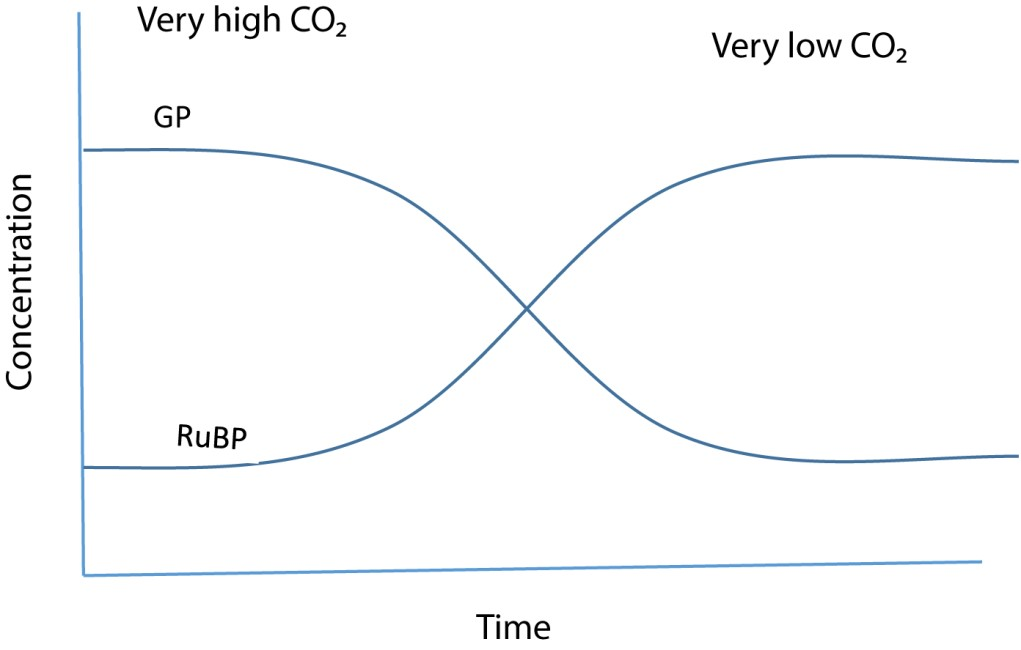 Very high CO₂
Very low CO₂
GP
Concentration
RuBP
Time